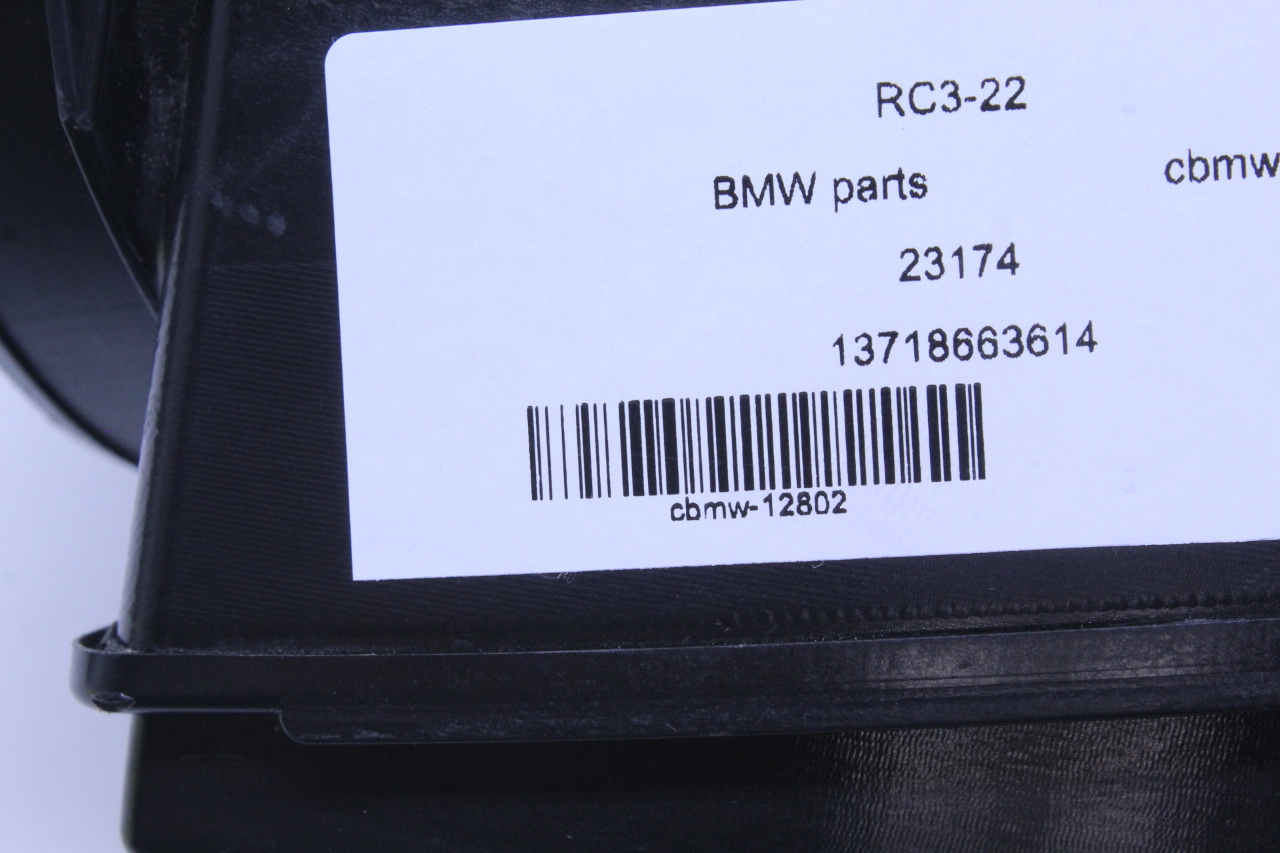 RC3-22
BMW parts cbmw
23174
13718663614
cbmw-12802